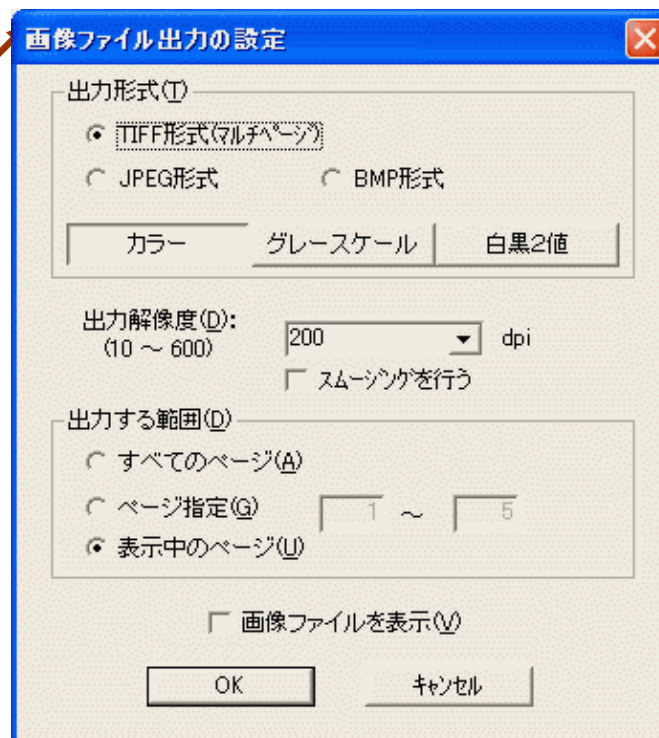 画像ファイル出力の設定
出力形式(T)
TIFF形式(ﾏﾙﾁﾍﾟｰｼﾞ)
JPEG形式 BMP形式
カラー グレースケール 白黒2値
出力解像度(D):
(10 ～ 600)
200 dpi
ｽﾑｰｼﾞﾝｸﾞを行う
出力する範囲(D)
すべてのページ(A)
ページ指定(G) 1 ～ 5
表示中のページ(U)
画像ファイルを表示(V)
OK ｷｬﾝｾﾙ